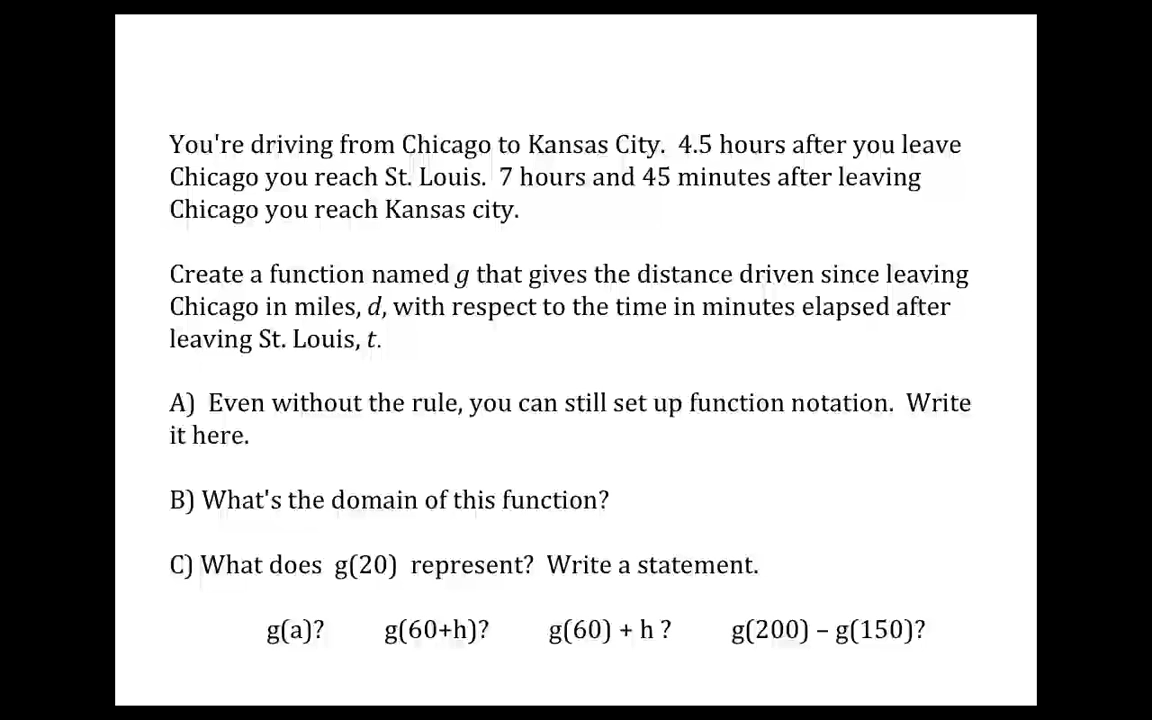 You're driving from Chicago to Kansas City.  4.5 hours after you leave
Chicago you reach St. Louis.  7 hours and 45 minutes after leaving
Chicago you reach Kansas city.
Create a function named g that gives the distance driven since leaving
Chicago in miles, d, with respect to the time in minutes elapsed after
leaving St. Louis, t.
A)  Even without the rule, you can still set up function notation.  Write
it here.
B) What's the domain of this function?
C) What does  g(20)  represent?  Write a statement.
g(a)?  g(60+h)?  g(60) + h ?  g(200) – g(150)?